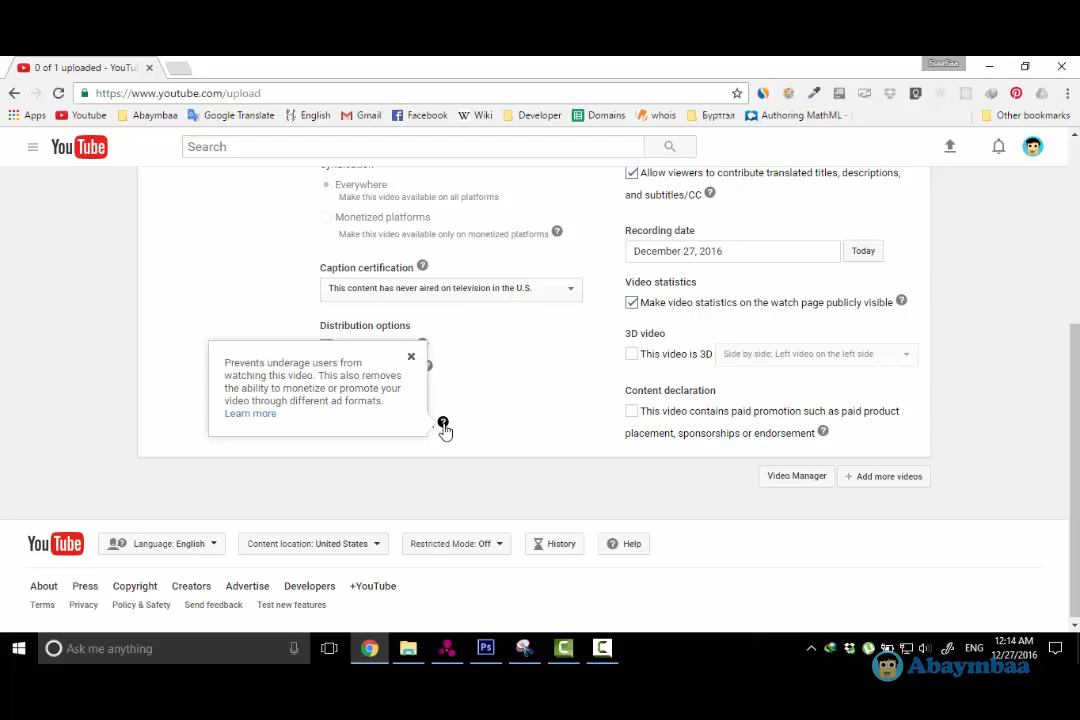 0 of 1 uploaded - YouTu
https://www.youtube.com/upload
Apps Youtube Abaymbaa Google Translate English Gmail Facebook Wiki Developer Domains whois Буртгэл Authoring MathML - Other bookmarks
YouTube
Search
Everywhere
Make this video available on all platforms
Monetized platforms
Make this video available only on monetized platforms ?
Caption certification ?
This content has never aired on television in the U.S.
Distribution options
Prevents underage users from
watching this video. This also removes
the ability to monetize or promote your
video through different ad formats.
Learn more
Allow viewers to contribute translated titles, descriptions,
and subtitles/CC ?
Recording date
December 27, 2016 Today
Video statistics
Make video statistics on the watch page publicly visible ?
3D video
This video is 3D Side by side: Left video on the left side
Content declaration
This video contains paid promotion such as paid product
placement, sponsorships or endorsement ?
Video Manager + Add more videos
YouTube Language: English Content location: United States Restricted Mode: Off History Help
About Press Copyright Creators Advertise Developers +YouTube
Terms Privacy Policy & Safety Send feedback Test new features
Ask me anything
Ps
ENG
12:14 AM
12/27/2016
Abaymbaa